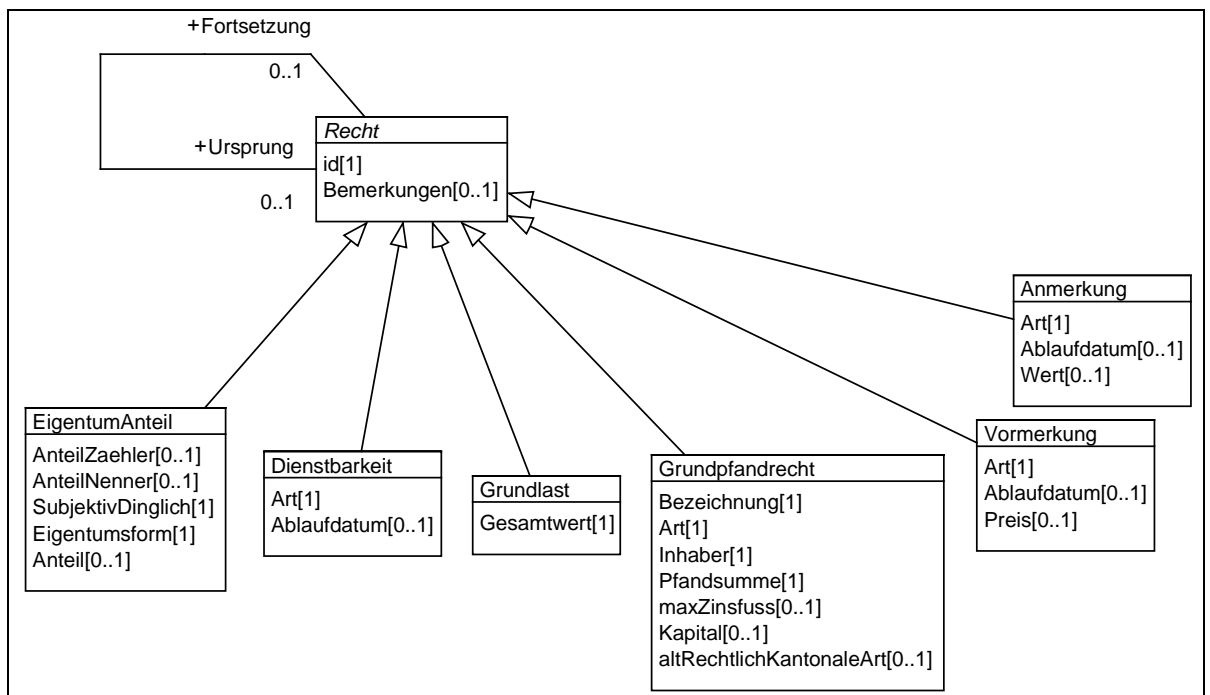 +Fortsetzung
0..1
Recht
+Ursprung
id[1]
Bemerkungen[0..1]
0..1
Anmerkung
Art[1]
Ablaufdatum[0..1]
Wert[0..1]
EigentumAnteil
AnteilZaehler[0..1]
AnteilNenner[0..1]
SubjektivDinglich[1]
Eigentumsform[1]
Anteil[0..1]
Dienstbarkeit
Art[1]
Ablaufdatum[0..1]
Grundlast
Gesamtwert[1]
Grundpfandrecht
Bezeichnung[1]
Art[1]
Inhaber[1]
Pfandsumme[1]
maxZinsfuss[0..1]
Kapital[0..1]
altRechtlichKantonaleArt[0..1]
Vormerkung
Art[1]
Ablaufdatum[0..1]
Preis[0..1]